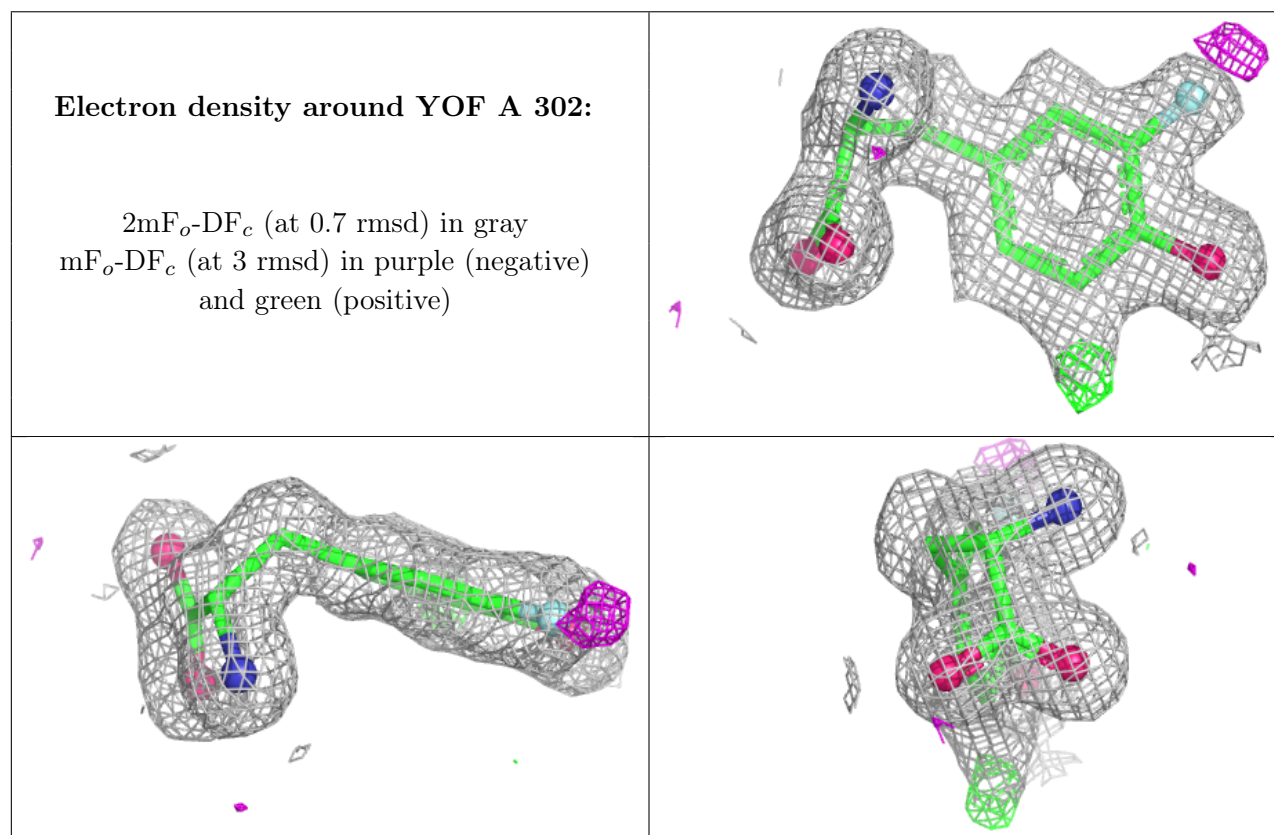 Electron density around YOF A 302:
2mFo-DFc (at 0.7 rmsd) in gray
mFo-DFc (at 3 rmsd) in purple (negative)
and green (positive)